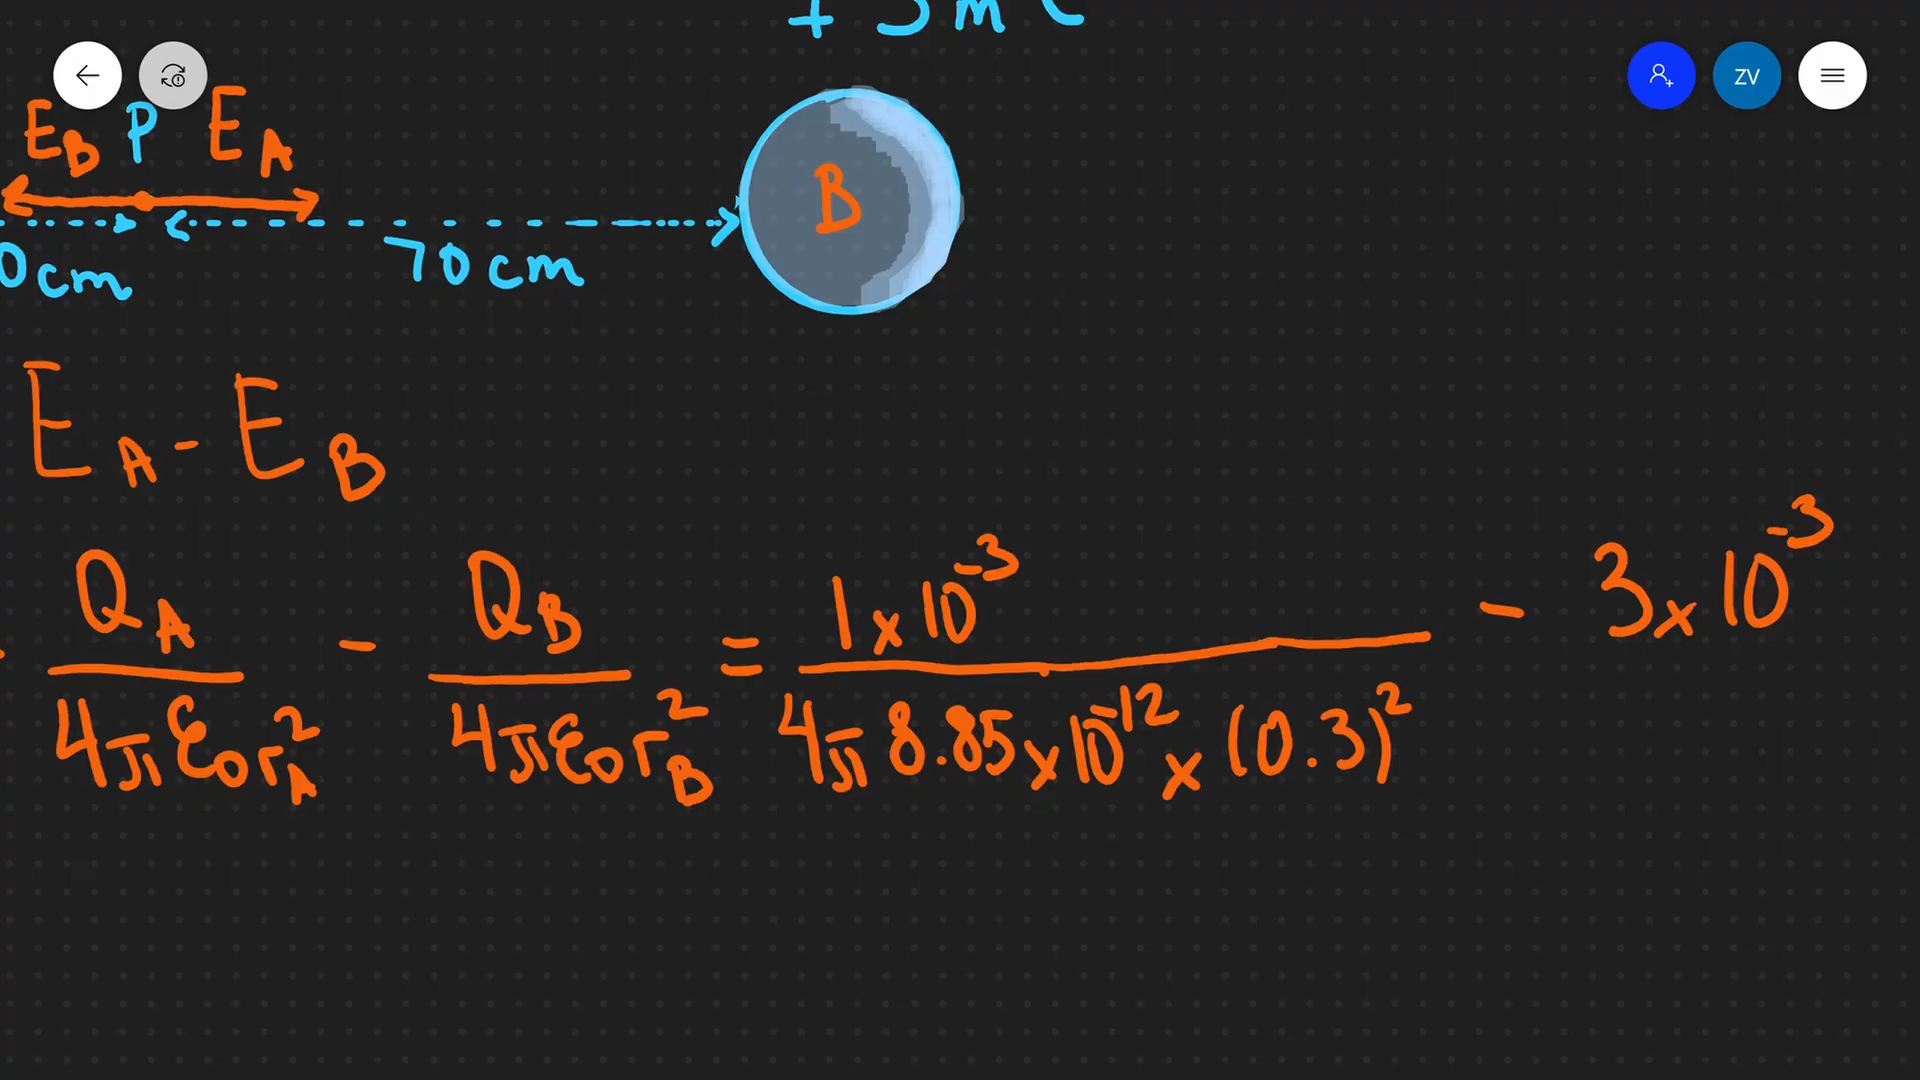 + 3 m C
ZV
E_B P E_A
B
0cm
70 cm
E_A - E_B
Q_A / 4πε₀r_A² - Q_B / 4πε₀r_B² = 1 x 10⁻³ / 4π 8.85 x 10⁻¹² x (0.3)² - 3 x 10⁻³